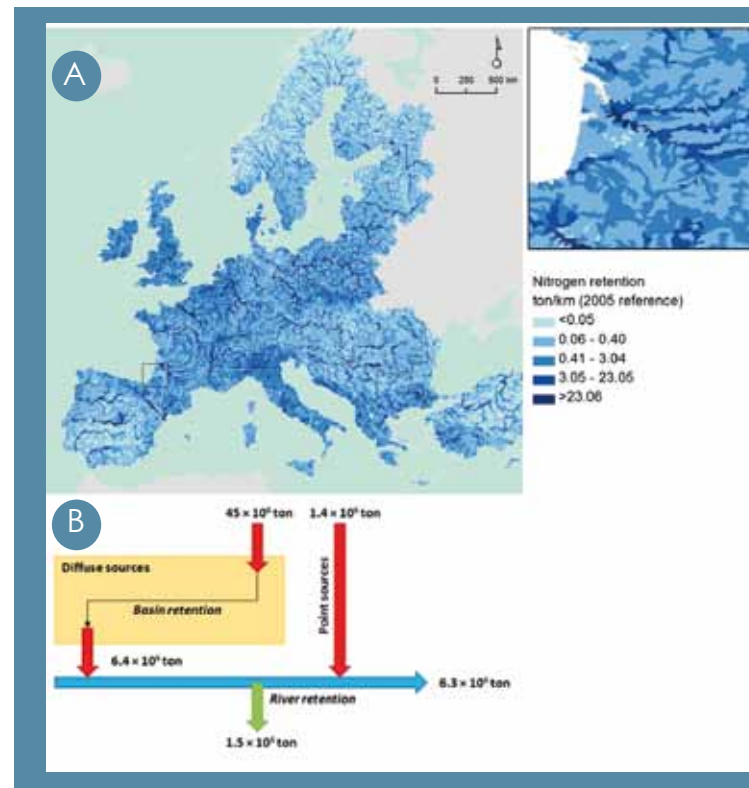 A
0 250 500 km
Nitrogen retention
ton/km (2005 reference)
<0.05
0.06 - 0.40
0.41 - 3.04
3.05 - 23.05
>23.06
B
45 × 10⁶ ton
1.4 × 10⁶ ton
Diffuse sources
Basin retention
Point sources
6.4 × 10⁶ ton
6.3 × 10⁶ ton
River retention
1.5 × 10⁶ ton